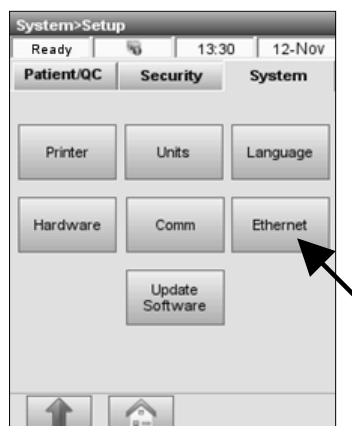 System>Setup
Ready 13:30 12-Nov
Patient/QC Security System
Printer Units Language
Hardware Comm Ethernet
Update
Software